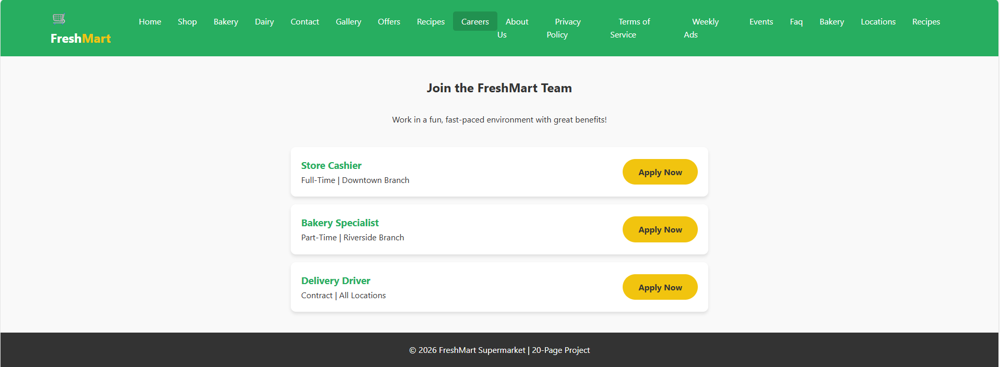 FreshMart
Home Shop Bakery Dairy Contact Gallery Offers Recipes Careers About Us Privacy Policy Terms of Service Weekly Ads Events Faq Bakery Locations Recipes
Join the FreshMart Team
Work in a fun, fast-paced environment with great benefits!
Store Cashier
Full-Time | Downtown Branch
Apply Now
Bakery Specialist
Part-Time | Riverside Branch
Apply Now
Delivery Driver
Contract | All Locations
Apply Now
© 2026 FreshMart Supermarket | 20-Page Project